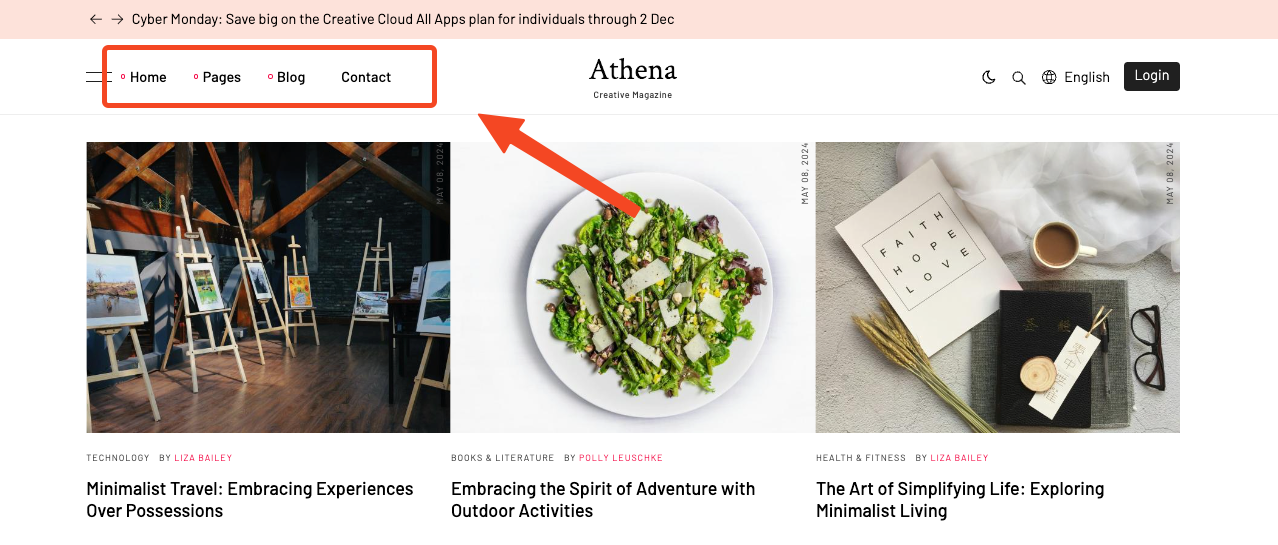 Cyber Monday: Save big on the Creative Cloud All Apps plan for individuals through 2 Dec
Home Pages Blog Contact
Athena
Creative Magazine
English
Login
MAY 08, 2024
MAY 08, 2024
MAY 08, 2024
FAITH
HOPE
LOVE
TECHNOLOGY BY LIZA BAILEY
Minimalist Travel: Embracing Experiences
Over Possessions
BOOKS & LITERATURE BY POLLY LEUSCHKE
Embracing the Spirit of Adventure with
Outdoor Activities
HEALTH & FITNESS BY LIZA BAILEY
The Art of Simplifying Life: Exploring
Minimalist Living